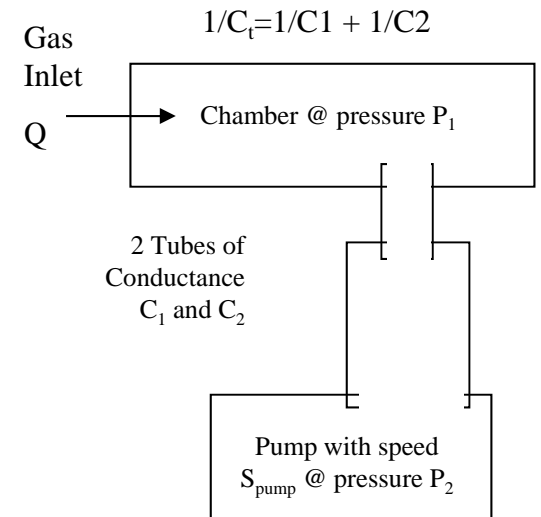 1/Cₜ=1/C1 + 1/C2
Gas
Inlet
Q
Chamber @ pressure P₁
2 Tubes of
Conductance
C₁ and C₂
Pump with speed
Sₚᵤₘₚ @ pressure P₂